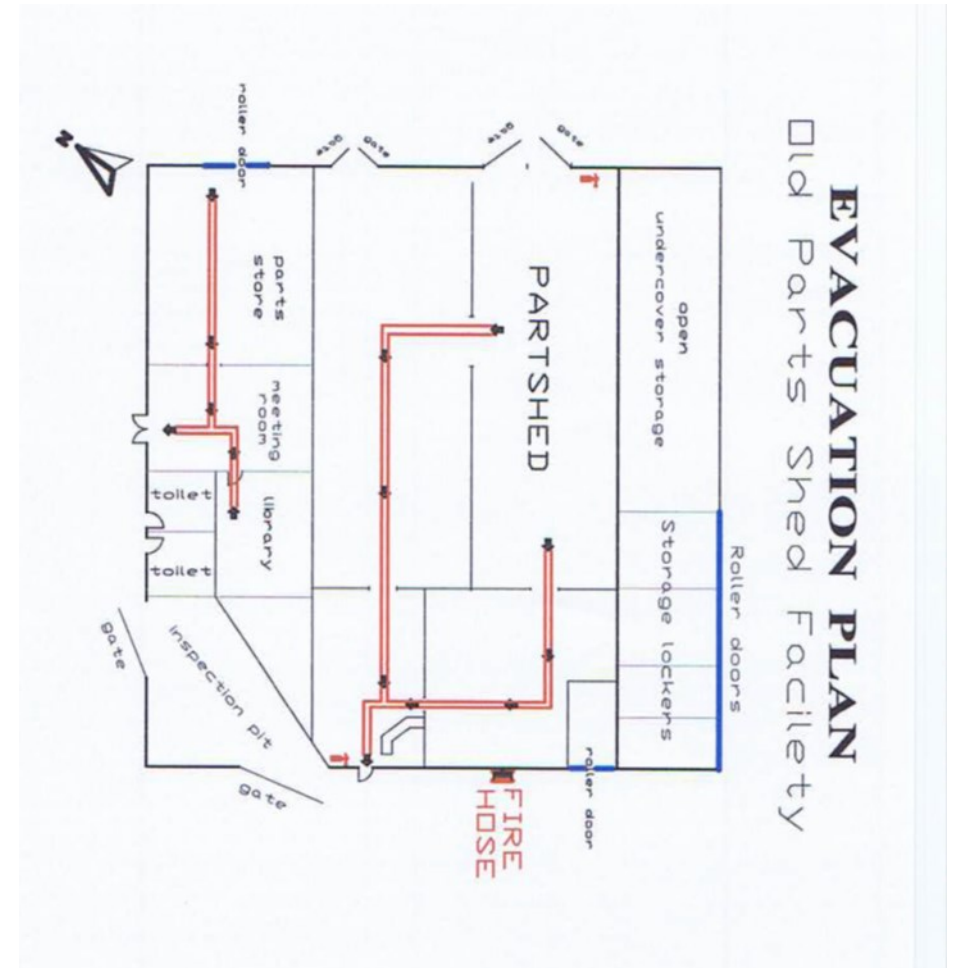 EVACUATION PLAN
Old Parts Shed Facilety
Roller doors
open
undercover storage
Storage lockers
gate
gate
PARTSHED
roller door
FIRE
HOSE
gate
gate
roller door
parts
store
meeting
room
library
toilet
toilet
inspection pit
gate
gate
N